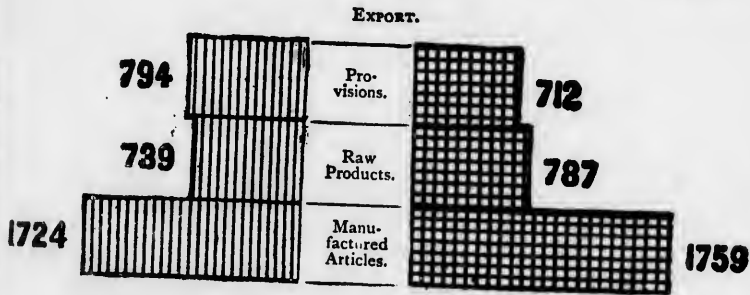 EXPORT.
794
Pro-
visions.
712
739
Raw
Products.
787
1724
Manu-
factured
Articles.
1759